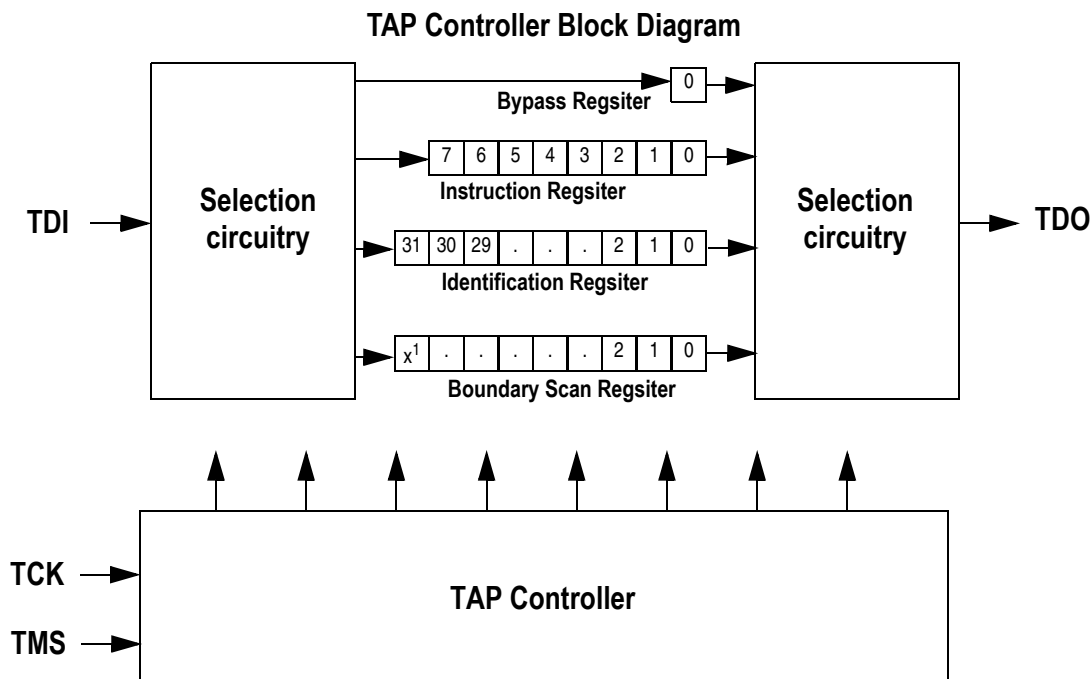 TAP Controller Block Diagram
0
Bypass Regsiter
7 6 5 4 3 2 1 0
Instruction Regsiter
TDI
Selection
circuitry
Selection
circuitry
TDO
31 30 29 . . . 2 1 0
Identification Regsiter
x¹ . . . . . 2 1 0
Boundary Scan Regsiter
TCK
TAP Controller
TMS